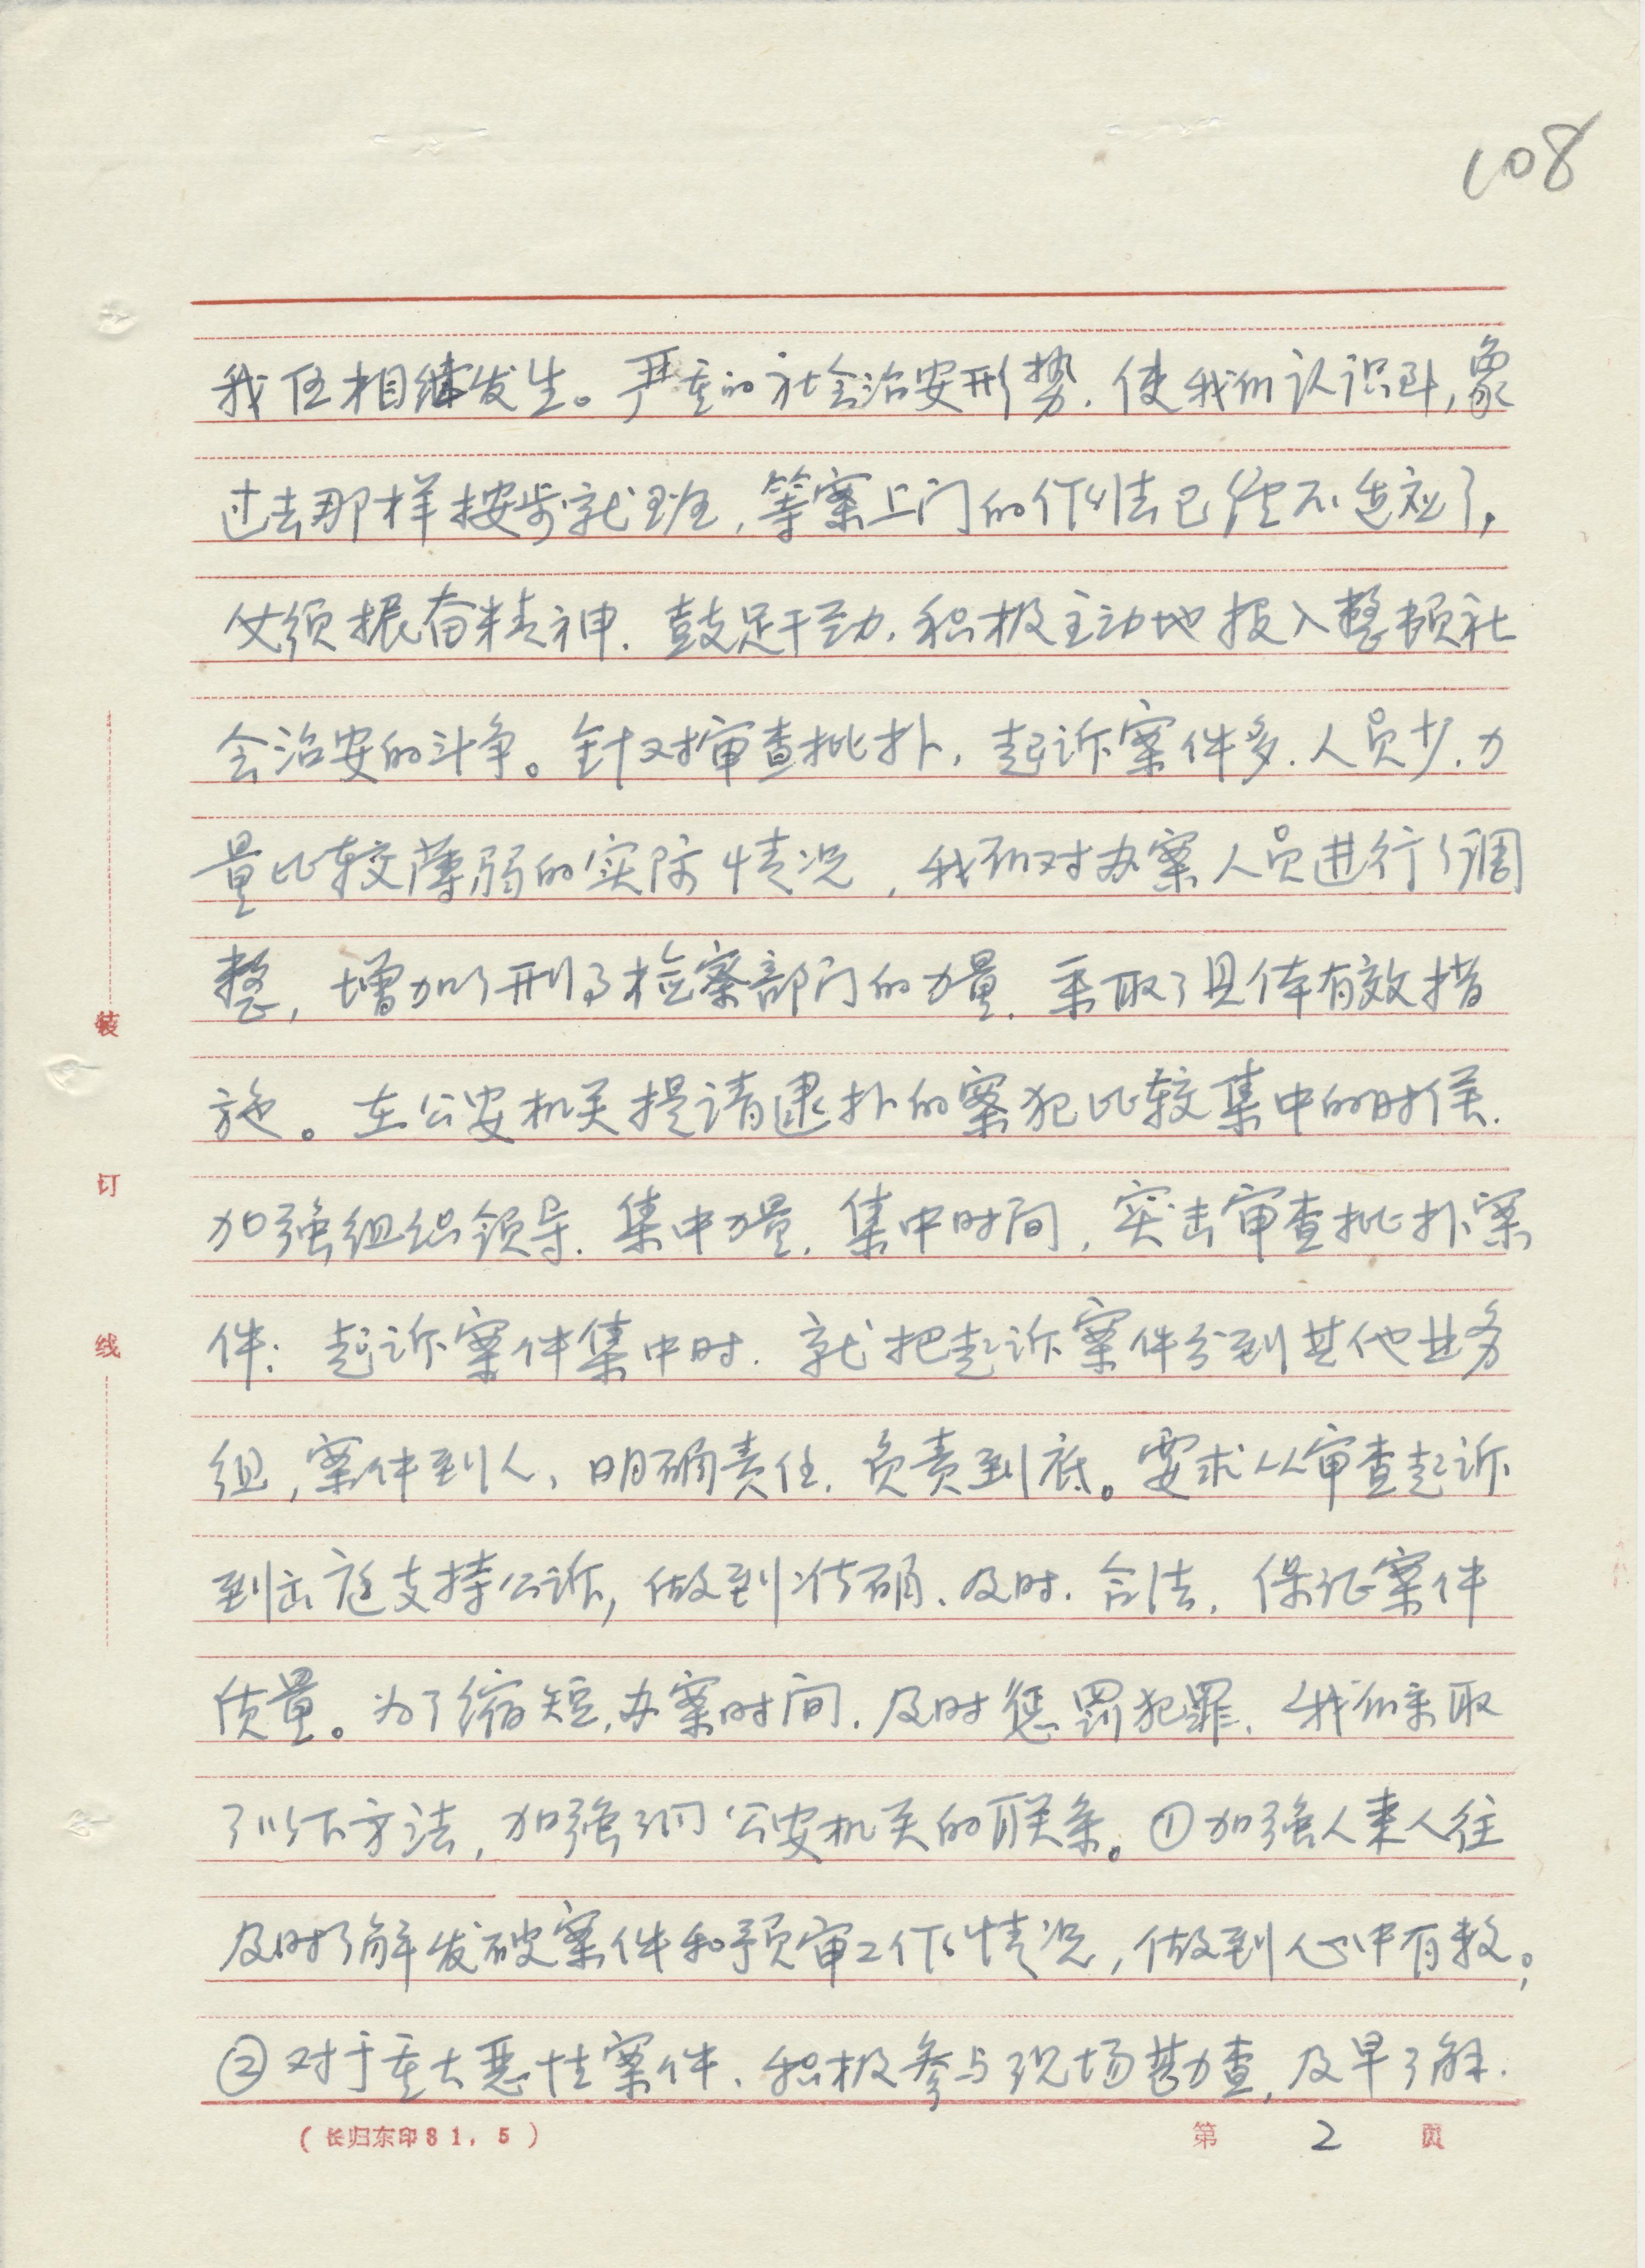 108
我区相继发生。严重的社会治安形势，使我们认识到，象
过去那样按步就班，等案上门的作法已经不适应了，
必须振奋精神，鼓足干劲，积极主动地投入整顿社
会治安的斗争。针对审查批扑，起诉案件多，人员少，力
量比较薄弱的实际情况，我们对办案人员进行了调
整，增加了刑事检察部门的力量，采取了具体有效措
施。在公安机关提请逮扑的案犯比较集中的时侯，
加强组织领导，集中力量，集中时间，突击审查批扑案
件；起诉案件集中时，就把起诉案件分到其他业务
组，案件到人、明确责任，负责到底。要求从审查起诉
到出庭支持公诉，做到准确、及时、合法，保证案件
质量。为了缩短办案时间，及时惩罚犯罪，我们采取
了以下方法，加强了同公安机关的联系。①加强人来人往
及时了解发破案件和予审工作情况，做到心中有数；
②对于重大恶性案件、积极参与现场勘查，及早了解.
装
订
线
（长归东印81．5）
第 2 页